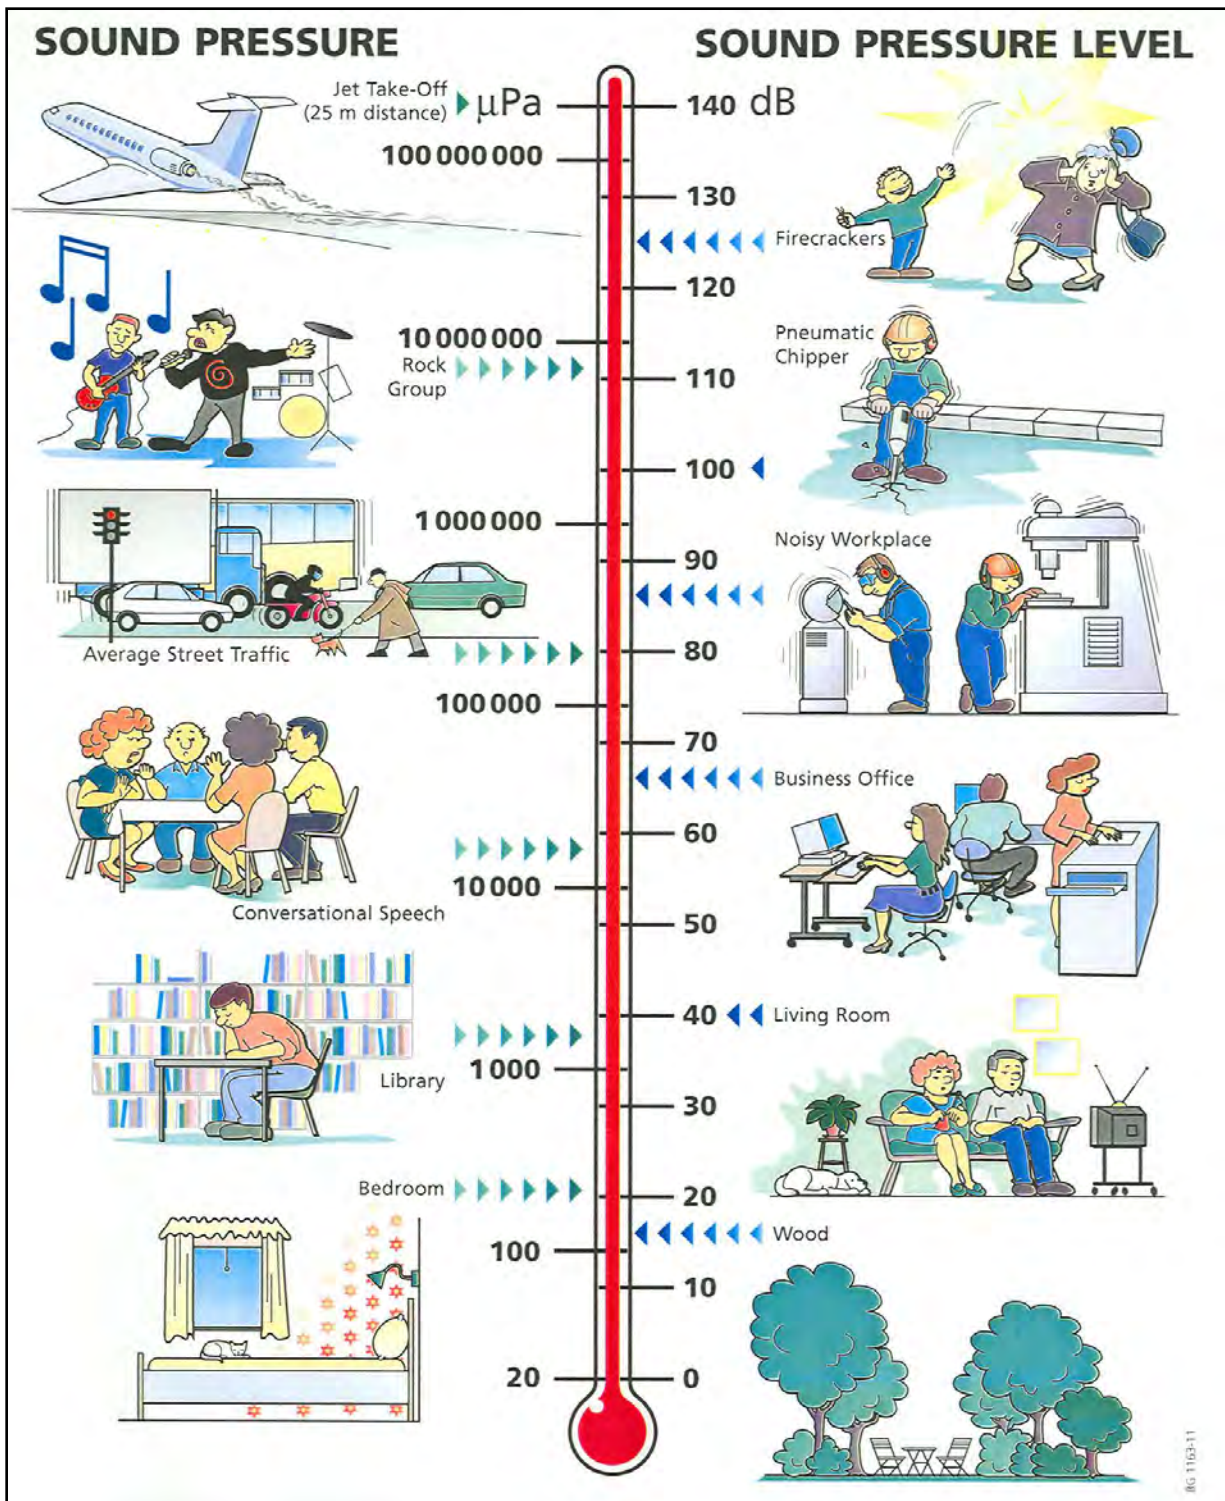 SOUND PRESSURE
SOUND PRESSURE LEVEL
Jet Take-Off
(25 m distance)
μPa
140 dB
100 000 000
130
Firecrackers
120
10 000 000
Rock
Group
Pneumatic
Chipper
110
100
1 000 000
Noisy Workplace
90
Average Street Traffic
80
100 000
70
Business Office
60
10 000
Conversational Speech
50
40
Living Room
Library
1 000
30
Bedroom
20
Wood
100
10
20
0
BG 1163-11